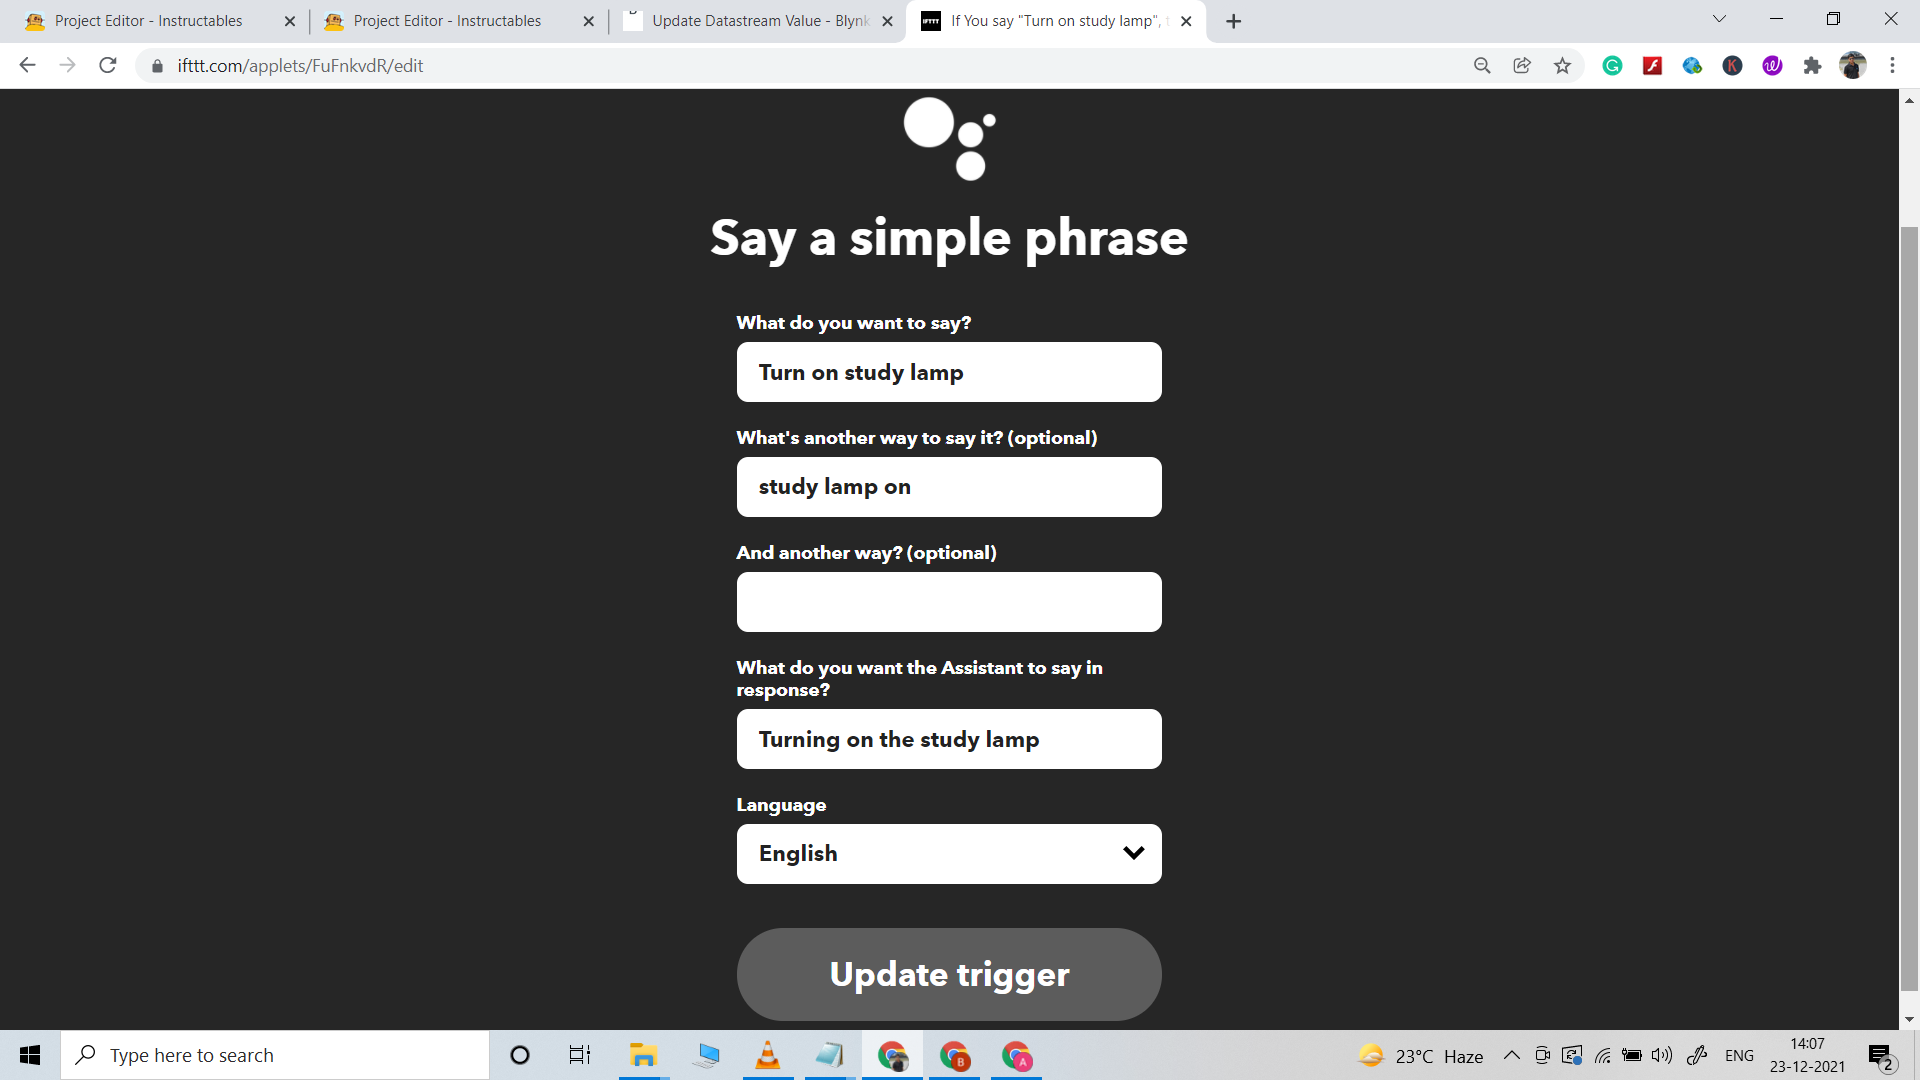 Project Editor - Instructables
Project Editor - Instructables
Update Datastream Value - Blynk
IFTTT
If You say "Turn on study lamp", t
ifttt.com/applets/FuFnkvdR/edit
Say a simple phrase
What do you want to say?
Turn on study lamp
What's another way to say it? (optional)
study lamp on
And another way? (optional)
What do you want the Assistant to say in
response?
Turning on the study lamp
Language
English
Update trigger
Type here to search
B
A
23°C Haze
ENG
14:07
23-12-2021
2